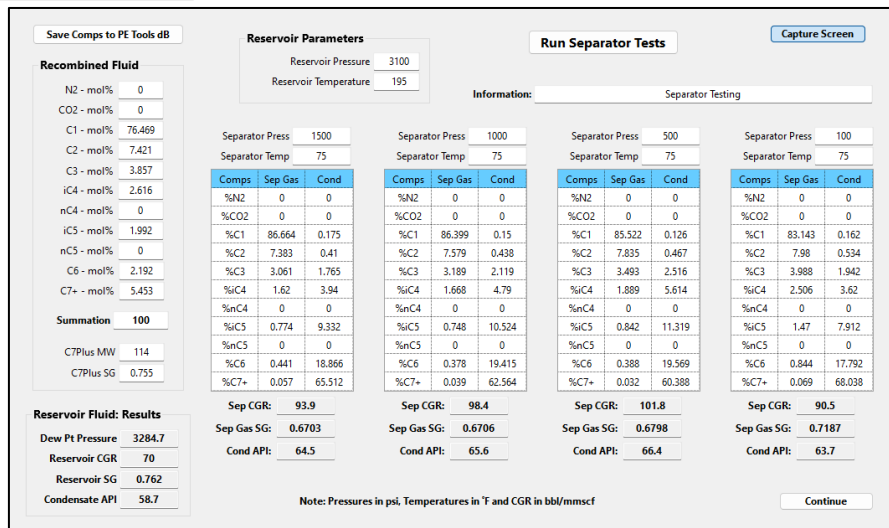 Save Comps to PE Tools dB
Reservoir Parameters
Reservoir Pressure 3100
Reservoir Temperature 195
Run Separator Tests
Capture Screen
Information: Separator Testing
Recombined Fluid
N2 - mol% 0
CO2 - mol% 0
C1 - mol% 76.469
C2 - mol% 7.421
C3 - mol% 3.857
iC4 - mol% 2.616
nC4 - mol% 0
iC5 - mol% 1.992
nC5 - mol% 0
C6 - mol% 2.192
C7+ - mol% 5.453
Summation 100
C7Plus MW 114
C7Plus SG 0.755
Reservoir Fluid: Results
Dew Pt Pressure 3284.7
Reservoir CGR 70
Reservoir SG 0.762
Condensate API 58.7
Separator Press 1500
Separator Temp 75
Comps Sep Gas Cond
%N2 0 0
%CO2 0 0
%C1 86.664 0.175
%C2 7.383 0.41
%C3 3.061 1.765
%iC4 1.62 3.94
%nC4 0 0
%iC5 0.774 9.332
%nC5 0 0
%C6 0.441 18.866
%C7+ 0.057 65.512
Sep CGR: 93.9
Sep Gas SG: 0.6703
Cond API: 64.5
Separator Press 1000
Separator Temp 75
Comps Sep Gas Cond
%N2 0 0
%CO2 0 0
%C1 86.399 0.15
%C2 7.579 0.438
%C3 3.189 2.119
%iC4 1.668 4.79
%nC4 0 0
%iC5 0.748 10.524
%nC5 0 0
%C6 0.378 19.415
%C7+ 0.039 62.564
Sep CGR: 98.4
Sep Gas SG: 0.6706
Cond API: 65.6
Separator Press 500
Separator Temp 75
Comps Sep Gas Cond
%N2 0 0
%CO2 0 0
%C1 85.522 0.126
%C2 7.835 0.467
%C3 3.493 2.516
%iC4 1.889 5.614
%nC4 0 0
%iC5 0.842 11.319
%nC5 0 0
%C6 0.388 19.569
%C7+ 0.032 60.388
Sep CGR: 101.8
Sep Gas SG: 0.6798
Cond API: 66.4
Separator Press 100
Separator Temp 75
Comps Sep Gas Cond
%N2 0 0
%CO2 0 0
%C1 83.143 0.162
%C2 7.98 0.534
%C3 3.988 1.942
%iC4 2.506 3.62
%nC4 0 0
%iC5 1.47 7.912
%nC5 0 0
%C6 0.844 17.792
%C7+ 0.069 68.038
Sep CGR: 90.5
Sep Gas SG: 0.7187
Cond API: 63.7
Note: Pressures in psi, Temperatures in °F and CGR in bbl/mmscf
Continue